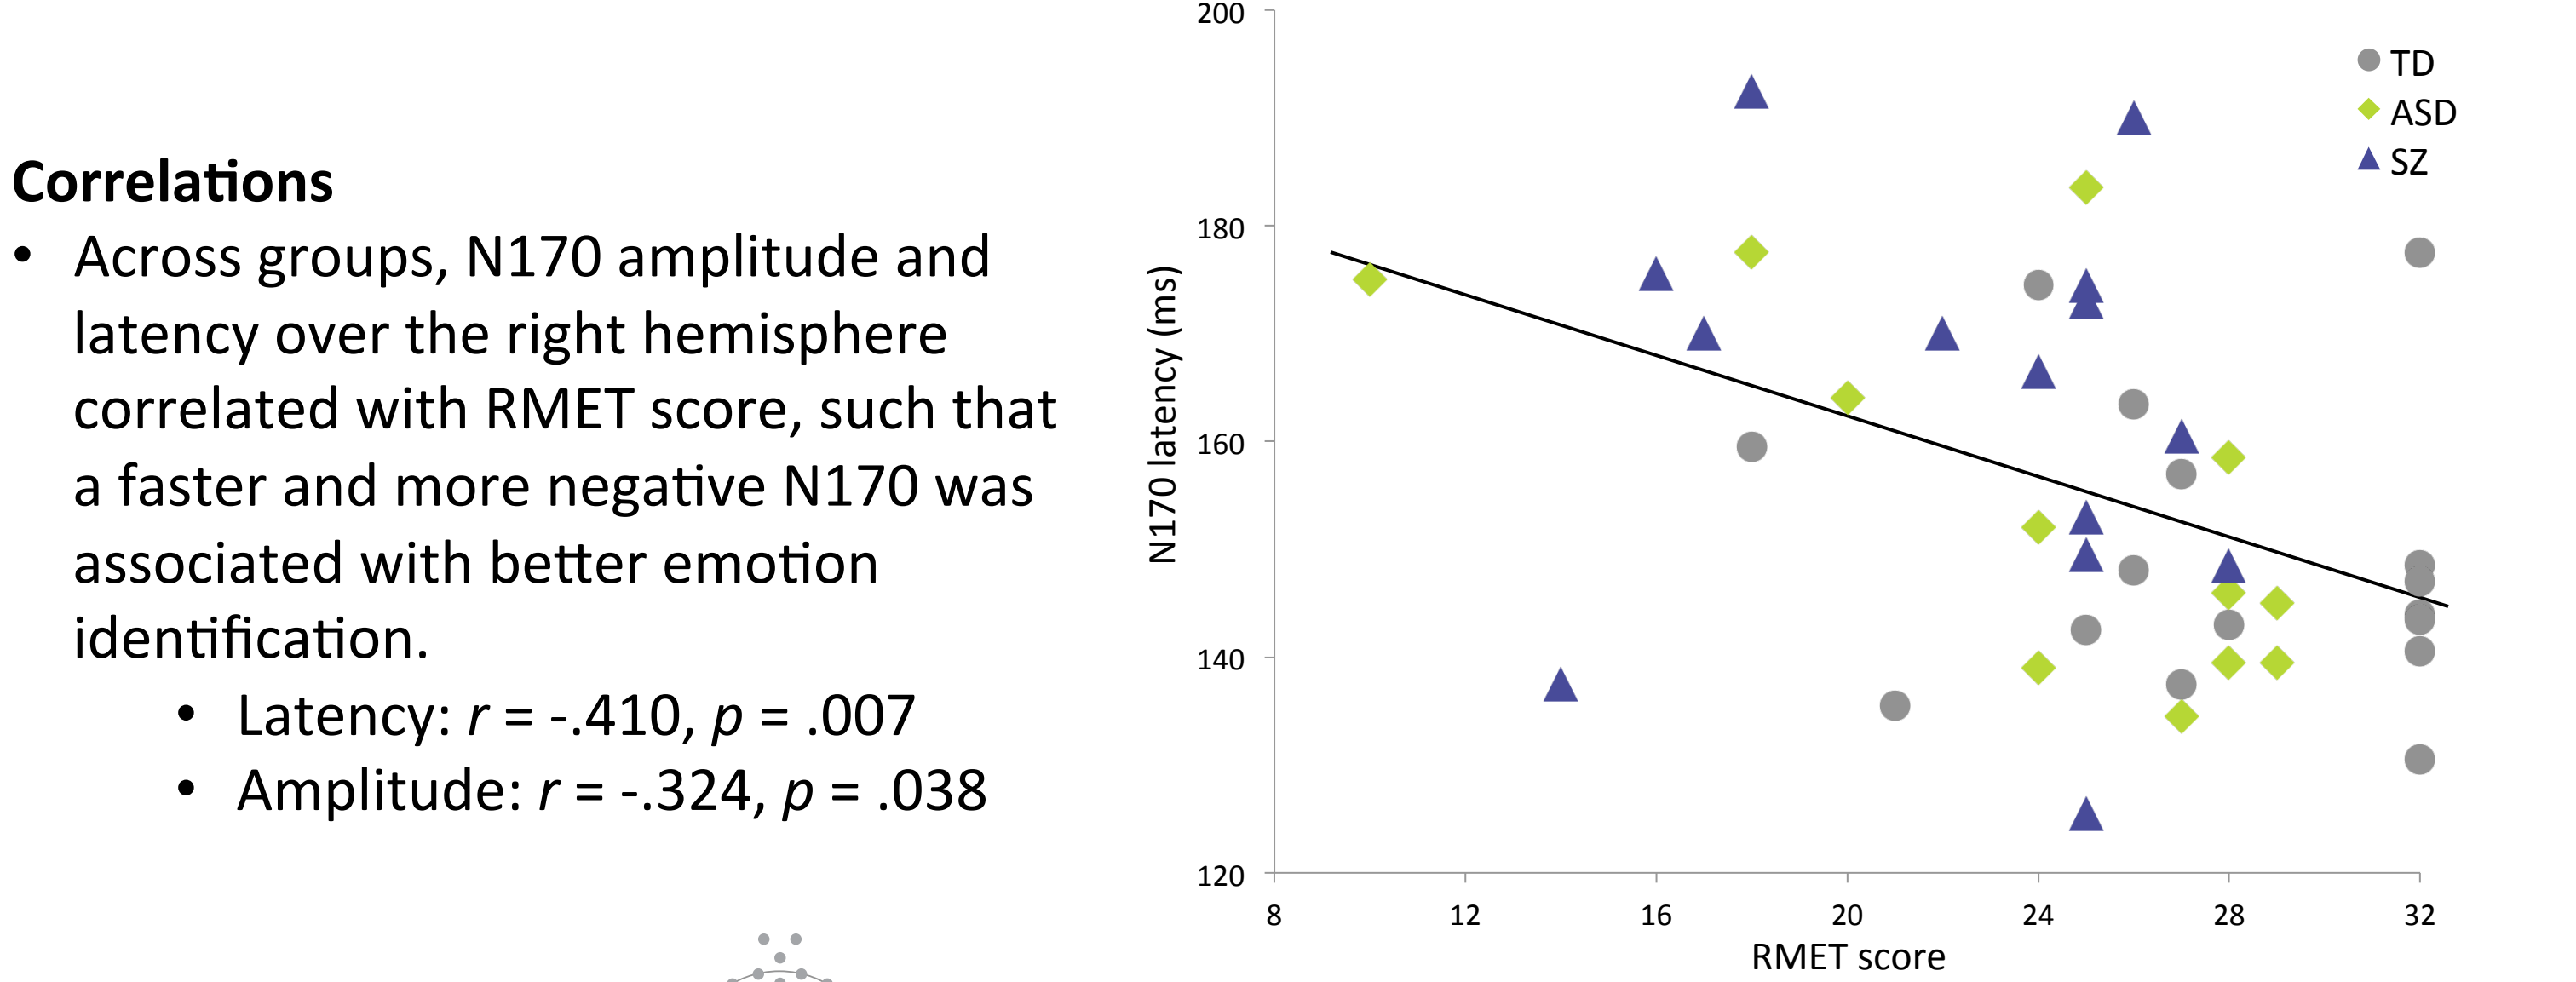 Correlations
• Across groups, N170 amplitude and
latency over the right hemisphere
correlated with RMET score, such that
a faster and more negative N170 was
associated with better emotion
identification.
• Latency: r = -.410, p = .007
• Amplitude: r = -.324, p = .038
200
180
160
140
120
N170 latency (ms)
8 12 16 20 24 28 32
RMET score
TD
ASD
SZ